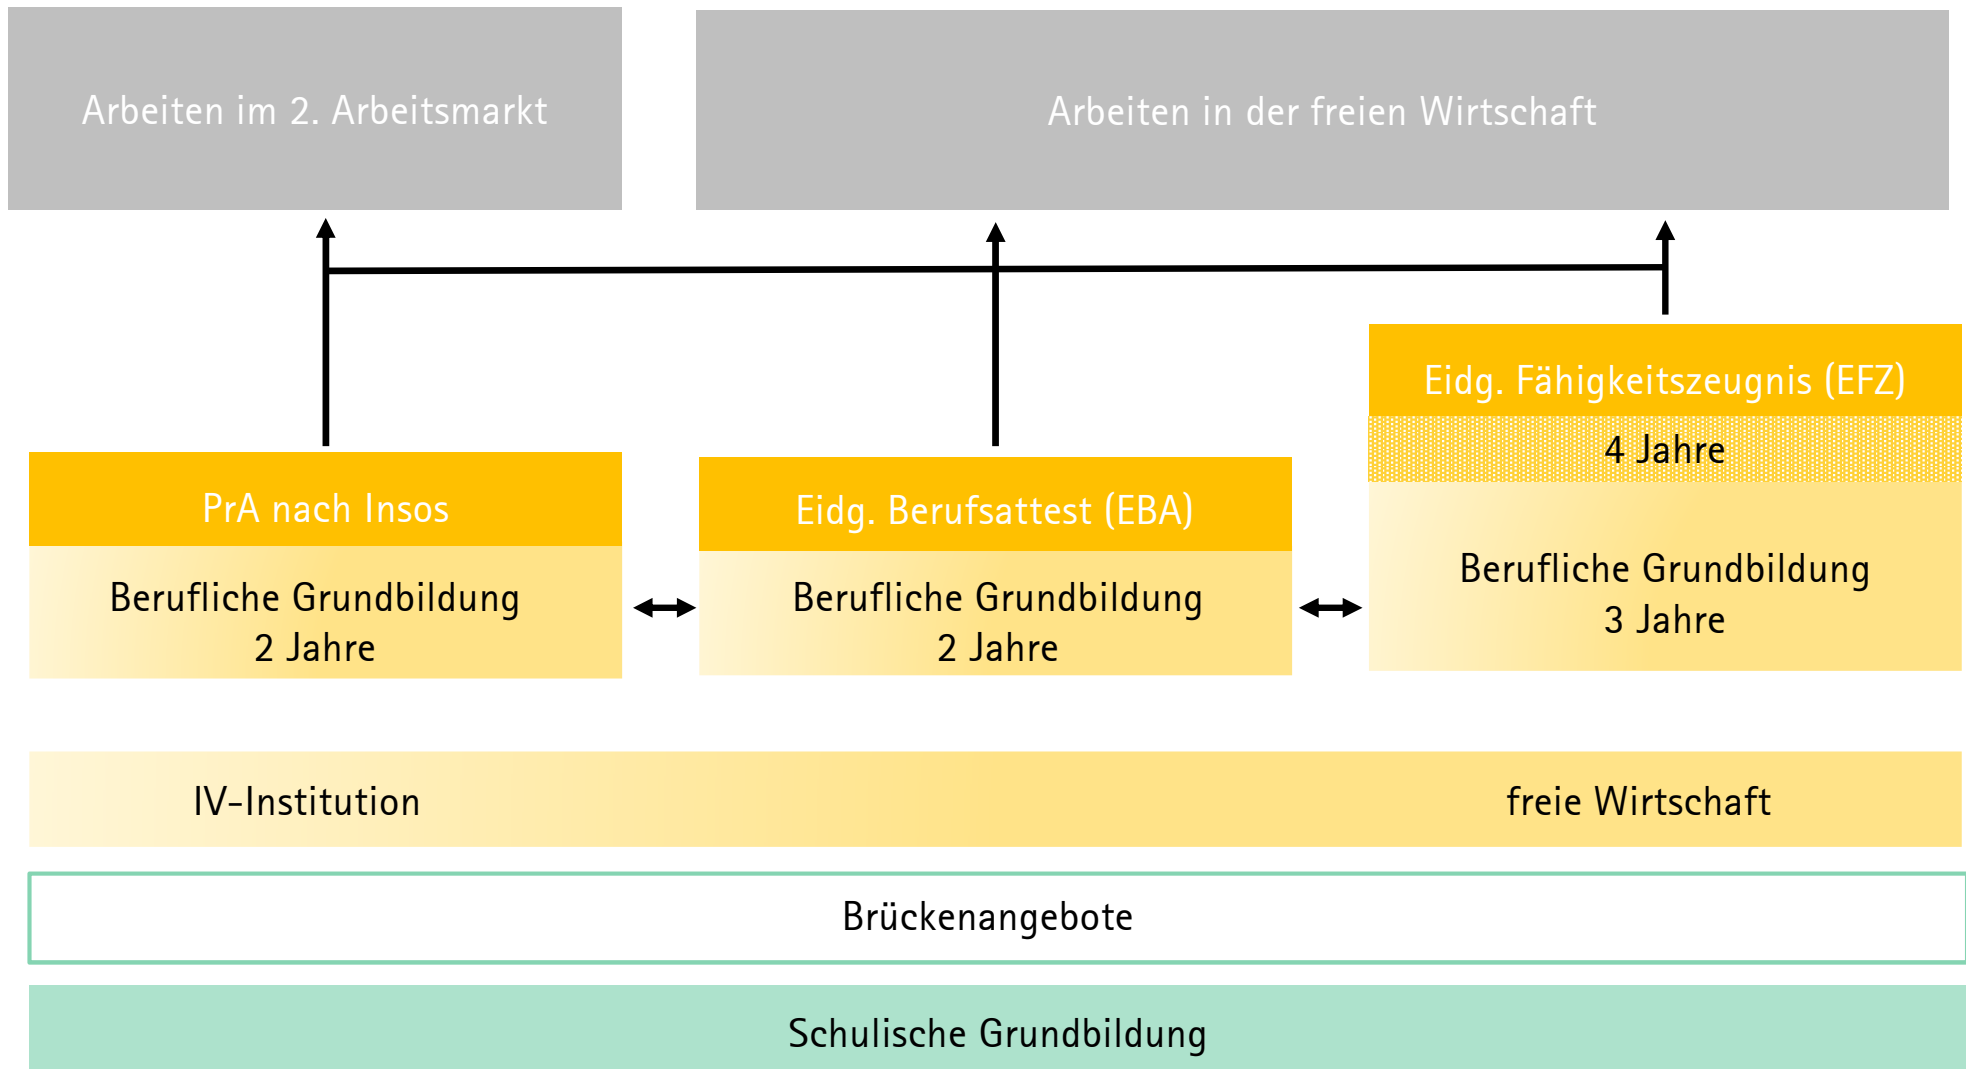 Arbeiten im 2. Arbeitsmarkt
Arbeiten in der freien Wirtschaft
Eidg. Fähigkeitszeugnis (EFZ)
4 Jahre
Berufliche Grundbildung
3 Jahre
PrA nach Insos
Berufliche Grundbildung
2 Jahre
Eidg. Berufsattest (EBA)
Berufliche Grundbildung
2 Jahre
IV-Institution
freie Wirtschaft
Brückenangebote
Schulische Grundbildung